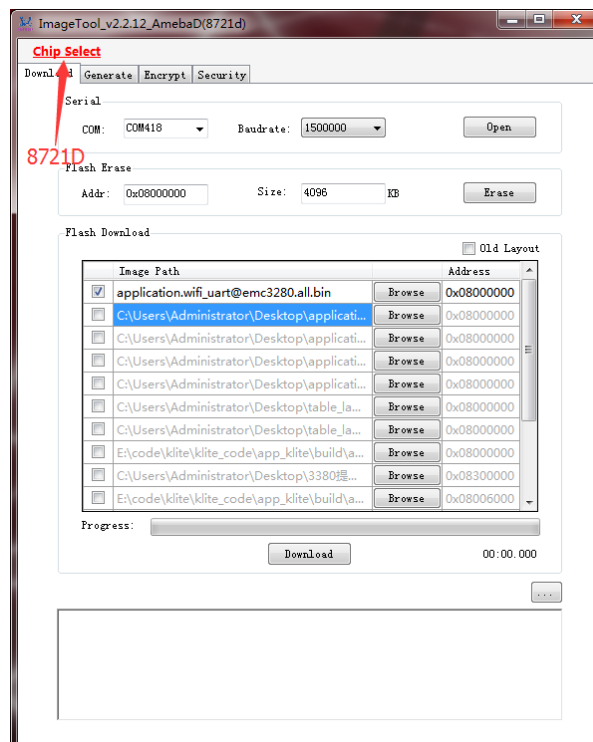 ImageTool_v2.2.12_AmebaD(8721d)
Chip Select
Download Generate Encrypt Security
Serial
COM: COM418 Baudrate: 1500000 Open
8721D
Flash Erase
Addr: 0x08000000 Size: 4096 KB Erase
Flash Download
Old Layout
Image Path Address
application.wifi_uart@emc3280.all.bin Browse 0x08000000
C:\Users\Administrator\Desktop\applicati... Browse 0x08000000
C:\Users\Administrator\Desktop\applicati... Browse 0x08000000
C:\Users\Administrator\Desktop\applicati... Browse 0x08000000
C:\Users\Administrator\Desktop\applicati... Browse 0x08000000
C:\Users\Administrator\Desktop\table_la... Browse 0x08000000
C:\Users\Administrator\Desktop\table_la... Browse 0x08000000
E:\code\klite\klite_code\app_klite\build\a... Browse 0x08000000
C:\Users\Administrator\Desktop\3380提... Browse 0x08300000
E:\code\klite\klite_code\app_klite\build\a... Browse 0x08006000
Progress:
Download 00:00.000
...